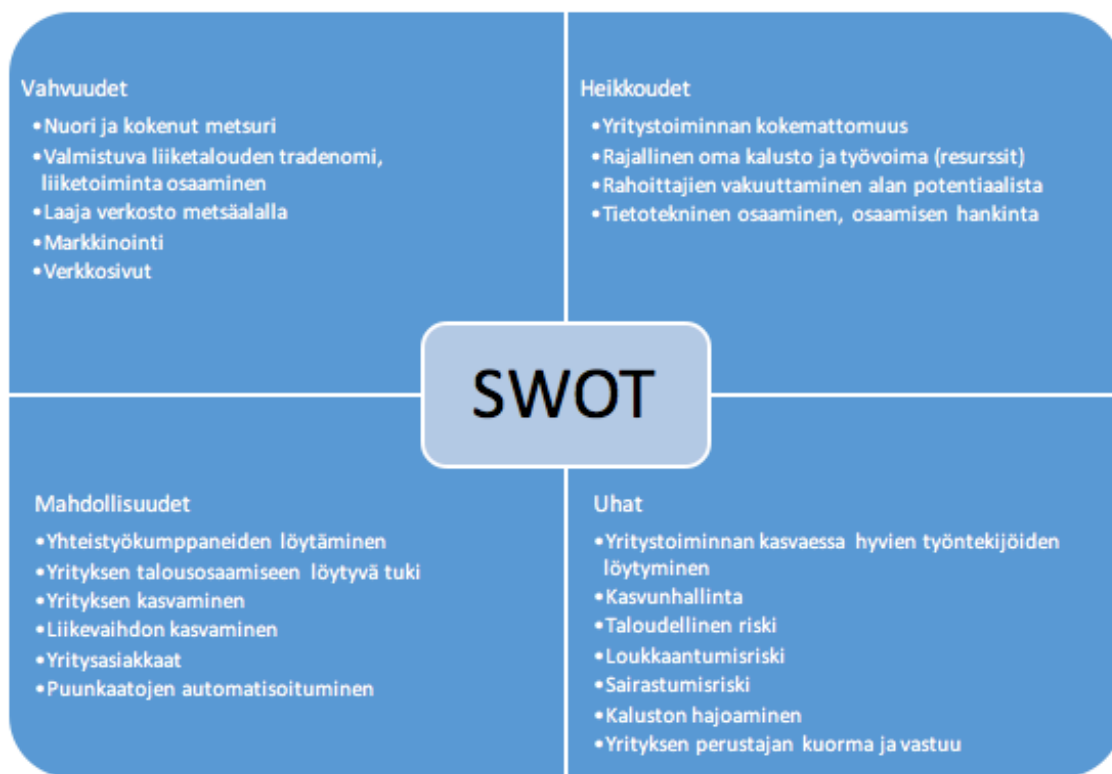 Vahvuudet
•Nuori ja kokenut metsuri
•Valmistuva liiketalouden tradenomi,
liiketoiminta osaaminen
•Laaja verkosto metsäalalla
•Markkinointi
•Verkkosivut
Heikkoudet
•Yritystoiminnan kokemattomuus
•Rajallinen oma kalusto ja työvoima (resurssit)
•Rahoittajien vakuuttaminen alan potentiaalista
•Tietotekninen osaaminen, osaamisen hankinta
SWOT
Mahdollisuudet
•Yhteistyökumppaneiden löytäminen
•Yrityksen talousosaamiseen löytyvä tuki
•Yrityksen kasvaminen
•Liikevaihdon kasvaminen
•Yritysasiakkaat
•Puunkaatojen automatisoituminen
Uhat
•Yritystoiminnan kasvaessa hyvien työntekijöiden
löytyminen
•Kasvunhallinta
•Taloudellinen riski
•Loukkaantumisriski
•Sairastumisriski
•Kaluston hajoaminen
•Yrityksen perustajan kuorma ja vastuu